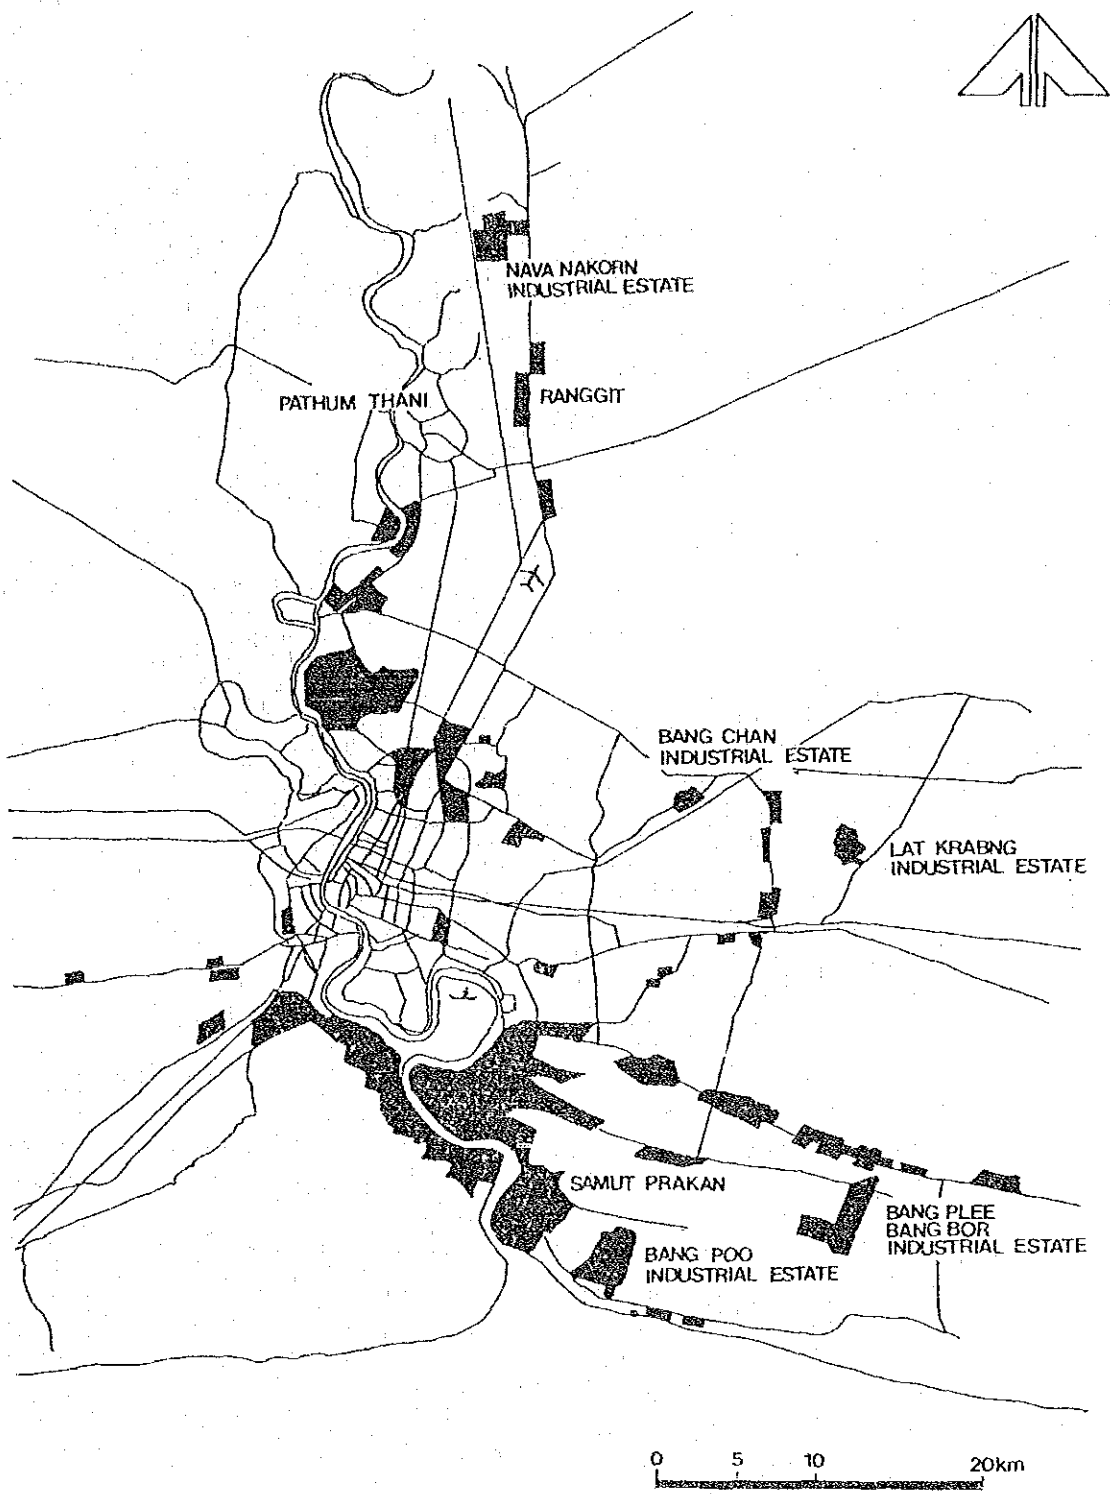 NAVA NAKORN
INDUSTRIAL ESTATE
RANGGIT
PATHUM THANI
BANG CHAN
INDUSTRIAL ESTATE
LAT KRABNG
INDUSTRIAL ESTATE
SAMUT PRAKAN
BANG PLEE
BANG BOR
INDUSTRIAL ESTATE
BANG POO
INDUSTRIAL ESTATE
0 5 10 20km